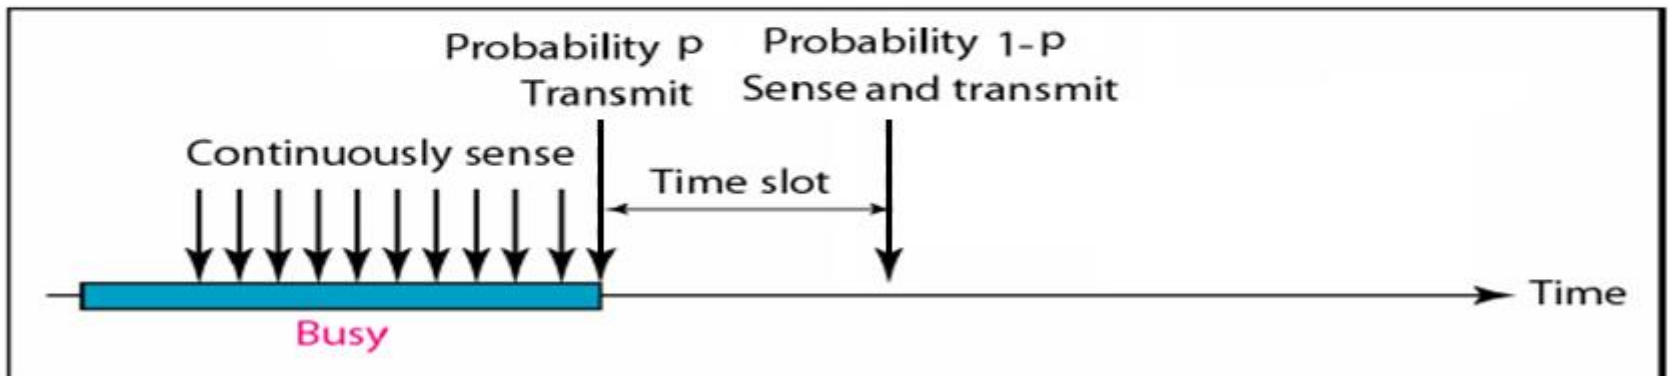 Probability p
Transmit
Probability 1-p
Sense and transmit
Continuously sense
Time slot
Time
Busy